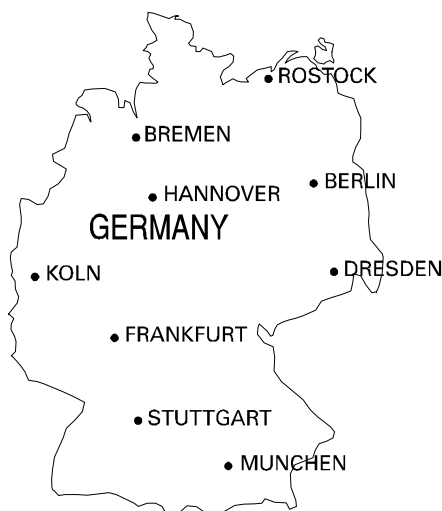 ROSTOCK
BREMEN
BERLIN
HANNOVER
GERMANY
DRESDEN
KOLN
FRANKFURT
STUTTGART
MUNCHEN